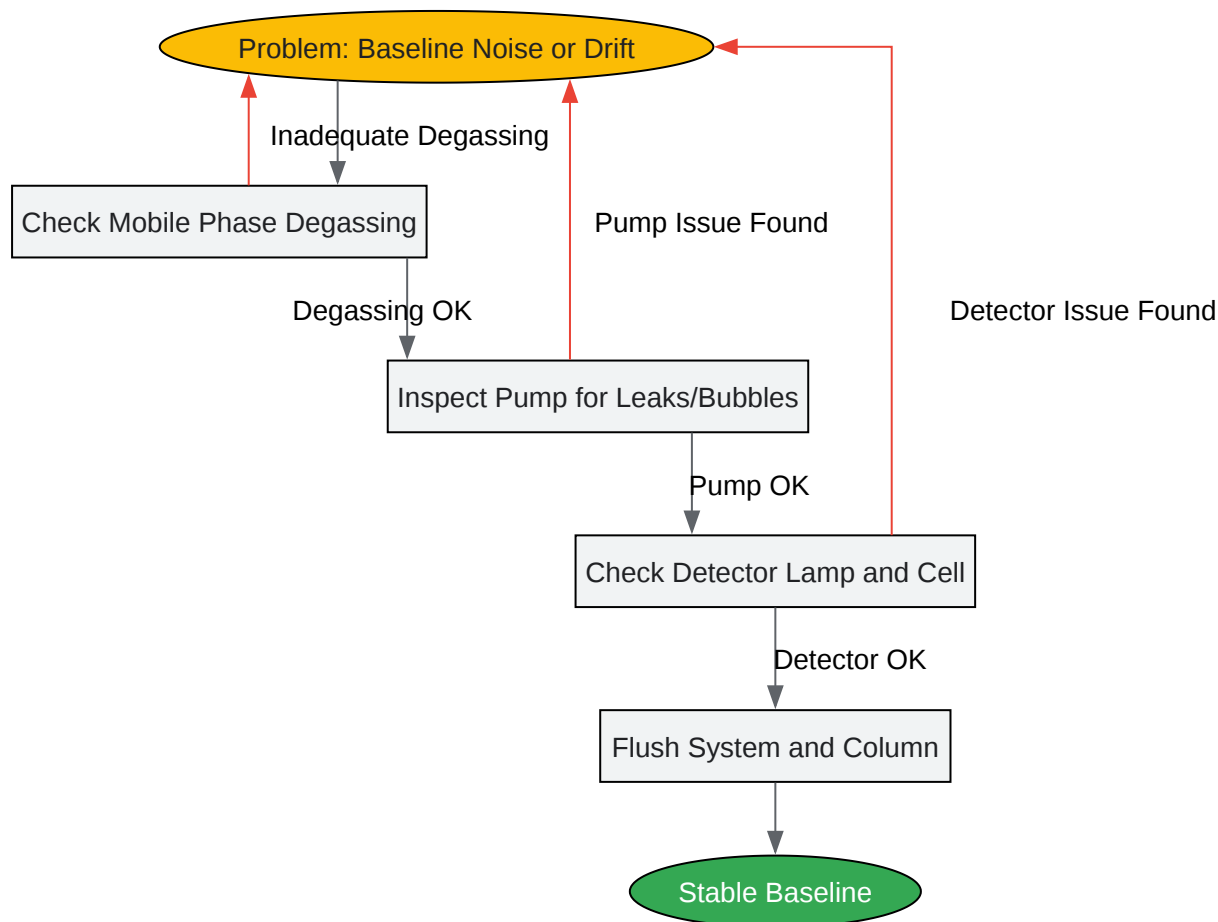 Problem: Baseline Noise or Drift
Inadequate Degassing
Check Mobile Phase Degassing
Pump Issue Found
Degassing OK
Detector Issue Found
Inspect Pump for Leaks/Bubbles
Pump OK
Check Detector Lamp and Cell
Detector OK
Flush System and Column
Stable Baseline